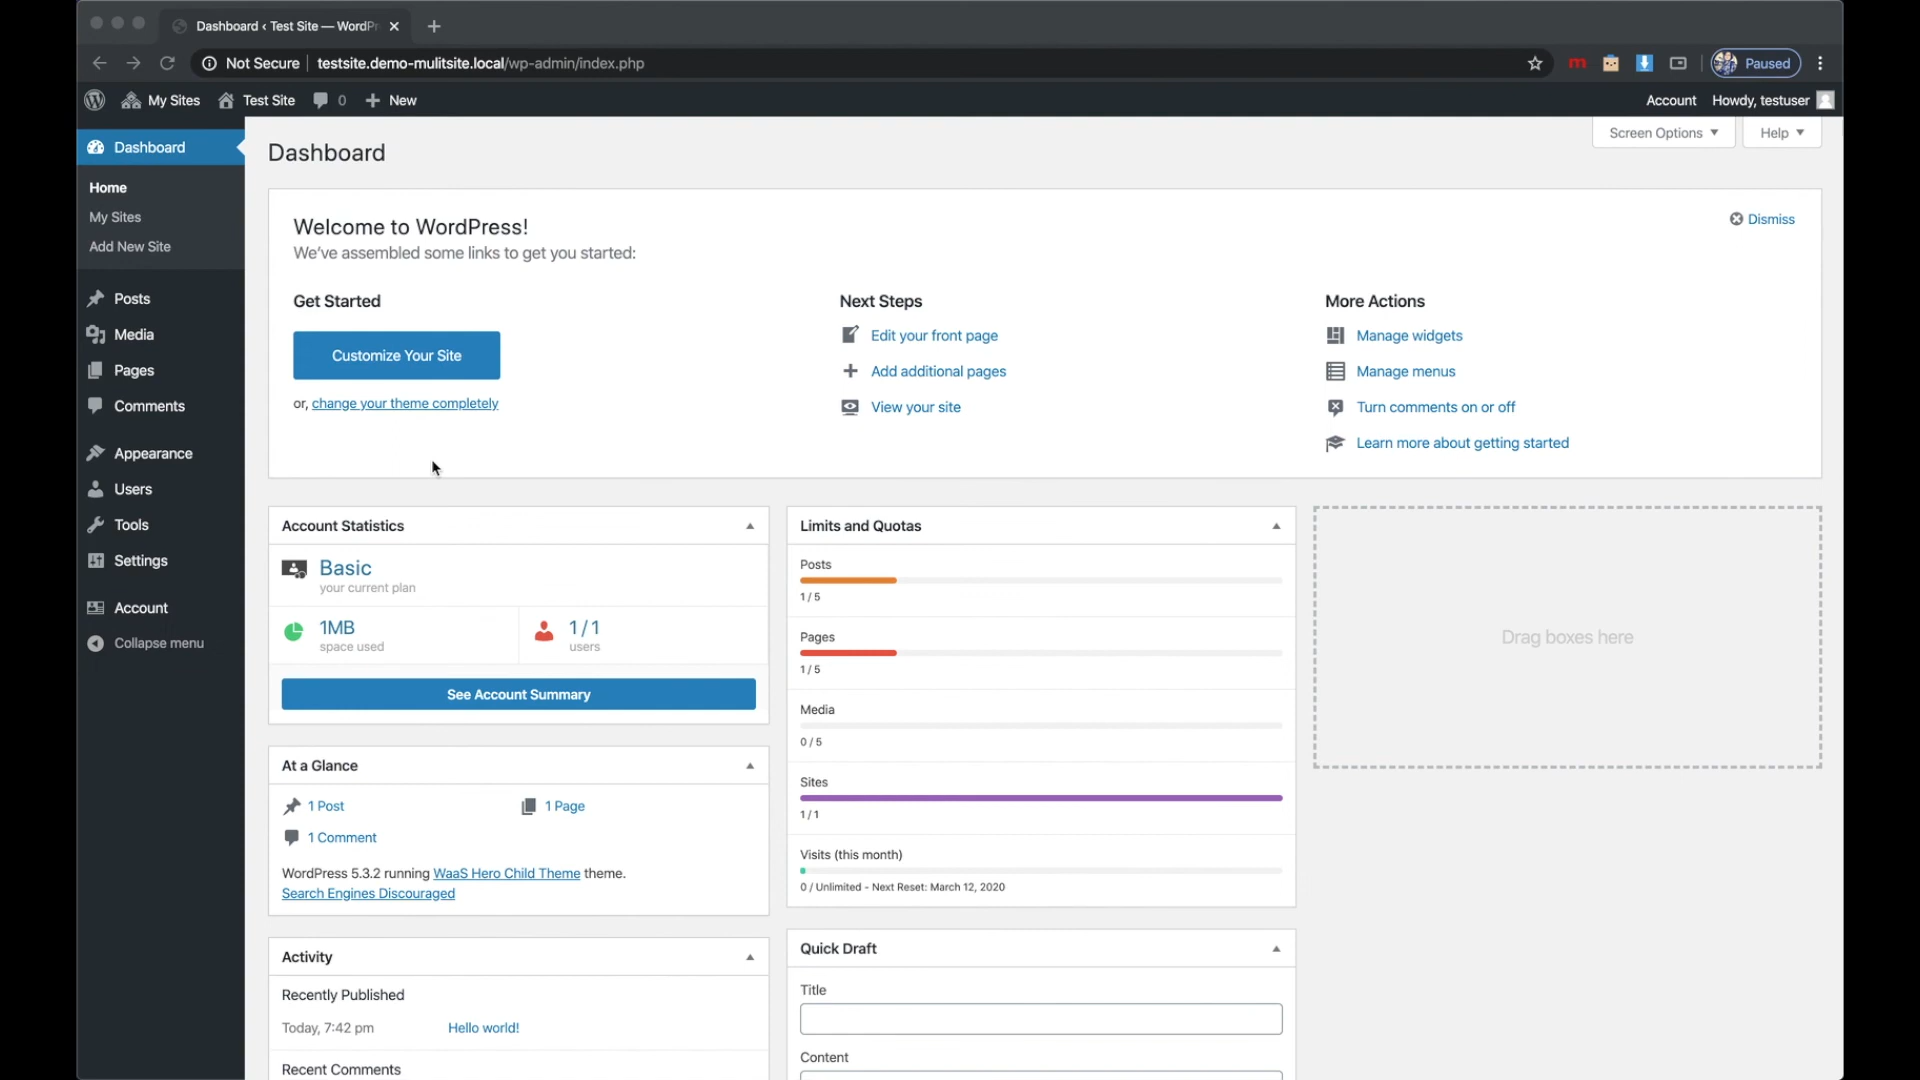 Dashboard ‹ Test Site — WordPr
Not Secure
testsite.demo-mulitsite.local/wp-admin/index.php
Paused
My Sites
Test Site
0
New
Account
Howdy, testuser
Dashboard
Home
My Sites
Add New Site
Posts
Media
Pages
Comments
Appearance
Users
Tools
Settings
Account
Collapse menu
Dashboard
Screen Options
Help
Welcome to WordPress!
We've assembled some links to get you started:
Dismiss
Get Started
Customize Your Site
or, change your theme completely
Next Steps
Edit your front page
Add additional pages
View your site
More Actions
Manage widgets
Manage menus
Turn comments on or off
Learn more about getting started
Account Statistics
Basic
your current plan
1MB
space used
1 / 1
users
See Account Summary
At a Glance
1 Post
1 Page
1 Comment
WordPress 5.3.2 running WaaS Hero Child Theme theme.
Search Engines Discouraged
Activity
Recently Published
Today, 7:42 pm
Hello world!
Recent Comments
Limits and Quotas
Posts
1 / 5
Pages
1 / 5
Media
0 / 5
Sites
1 / 1
Visits (this month)
0 / Unlimited - Next Reset: March 12, 2020
Quick Draft
Title
Content
Drag boxes here